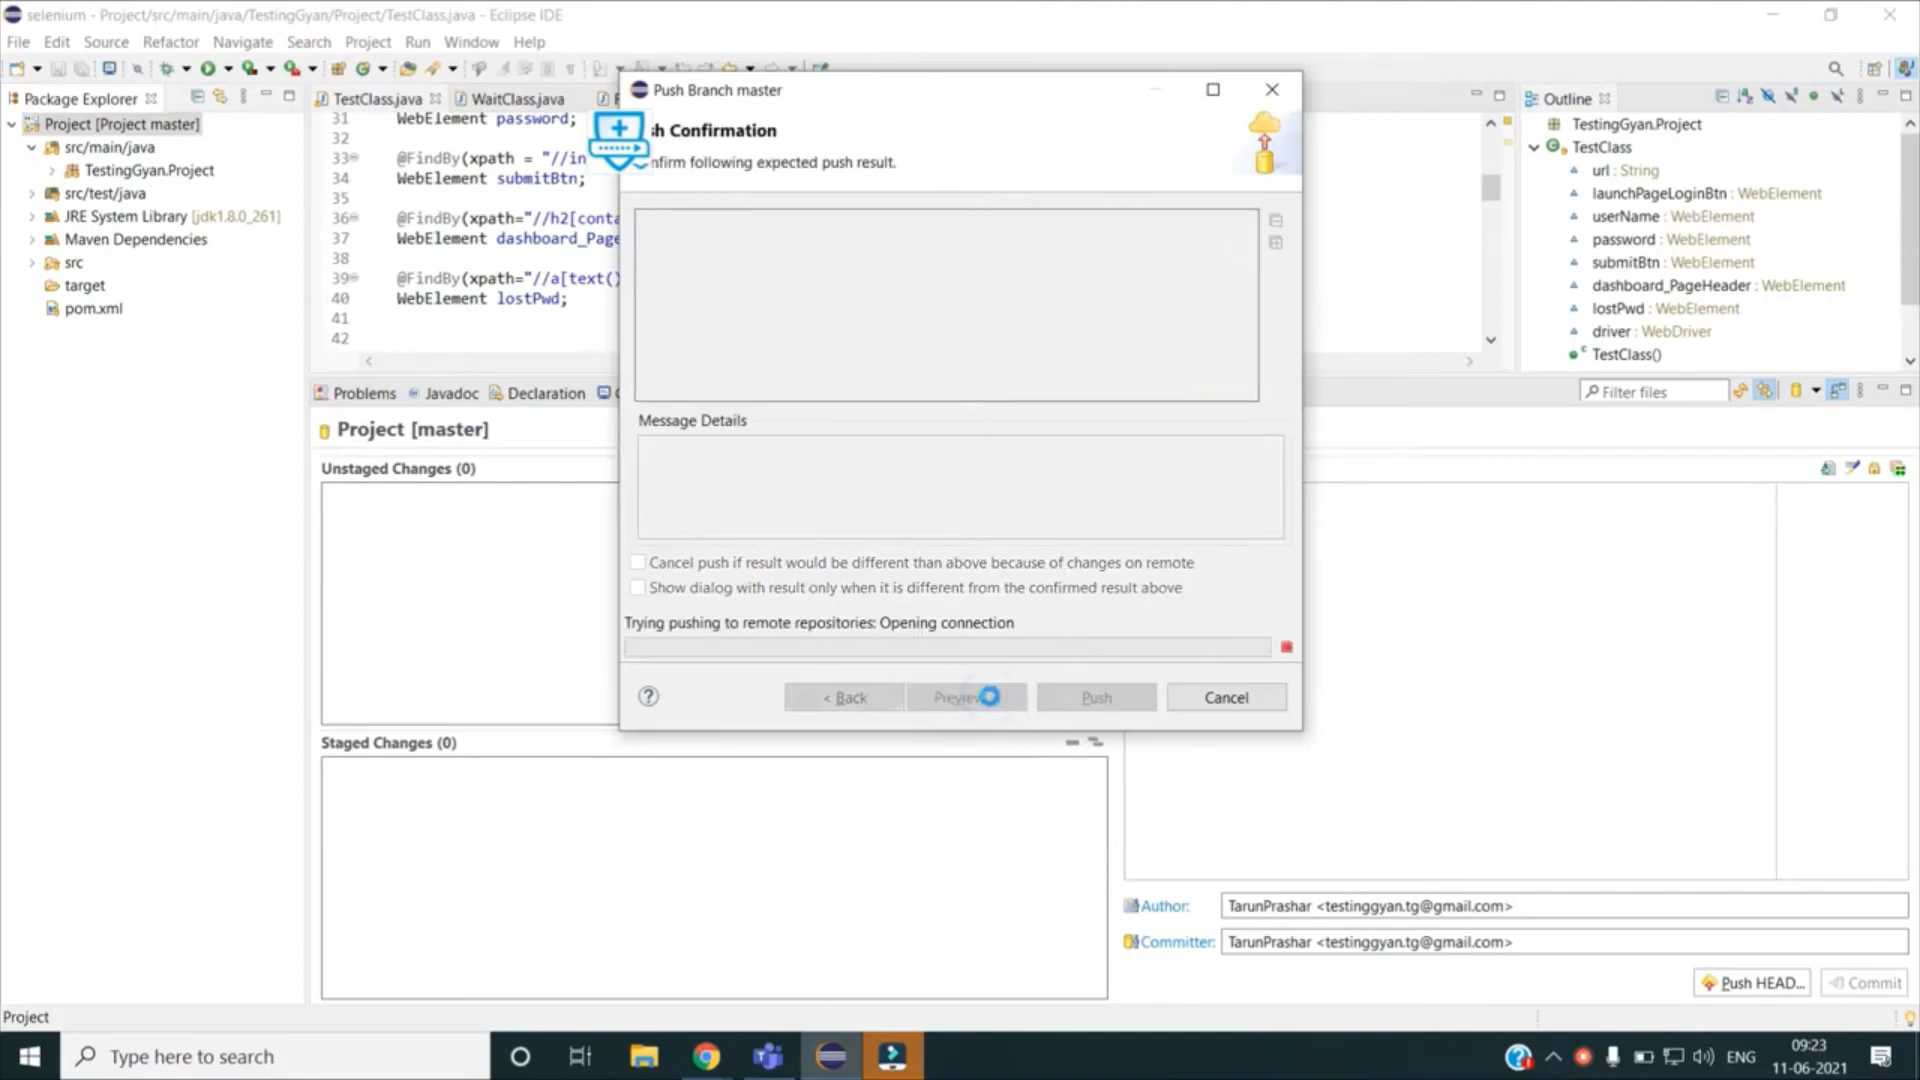 selenium - Project/src/main/java/TestingGyan/Project/TestClass.java - Eclipse IDE
File Edit Source Refactor Navigate Search Project Run Window Help
Package Explorer
Project [Project master]
src/main/java
TestingGyan.Project
src/test/java
JRE System Library [jdk1.8.0_261]
Maven Dependencies
src
target
pom.xml
TestClass.java WaitClass.java
31 WebElement password;
32
33 @FindBy(xpath = "//in
34 WebElement submitBtn;
35
36 @FindBy(xpath="//h2[conta
37 WebElement dashboard_Page
38
39 @FindBy(xpath="//a[text()
40 WebElement lostPwd;
41
42
Push Branch master
sh Confirmation
nfirm following expected push result.
Message Details
Cancel push if result would be different than above because of changes on remote
Show dialog with result only when it is different from the confirmed result above
Trying pushing to remote repositories: Opening connection
< Back
Push
Cancel
Outline
TestingGyan.Project
TestClass
url : String
launchPageLoginBtn : WebElement
userName : WebElement
password : WebElement
submitBtn : WebElement
dashboard_PageHeader : WebElement
lostPwd : WebElement
driver : WebDriver
TestClass()
Problems Javadoc Declaration
Filter files
Project [master]
Unstaged Changes (0)
Staged Changes (0)
Author: TarunPrashar <testinggyan.tg@gmail.com>
Committer: TarunPrashar <testinggyan.tg@gmail.com>
Push HEAD...
Commit
Project
Type here to search
ENG
09:23
11-06-2021